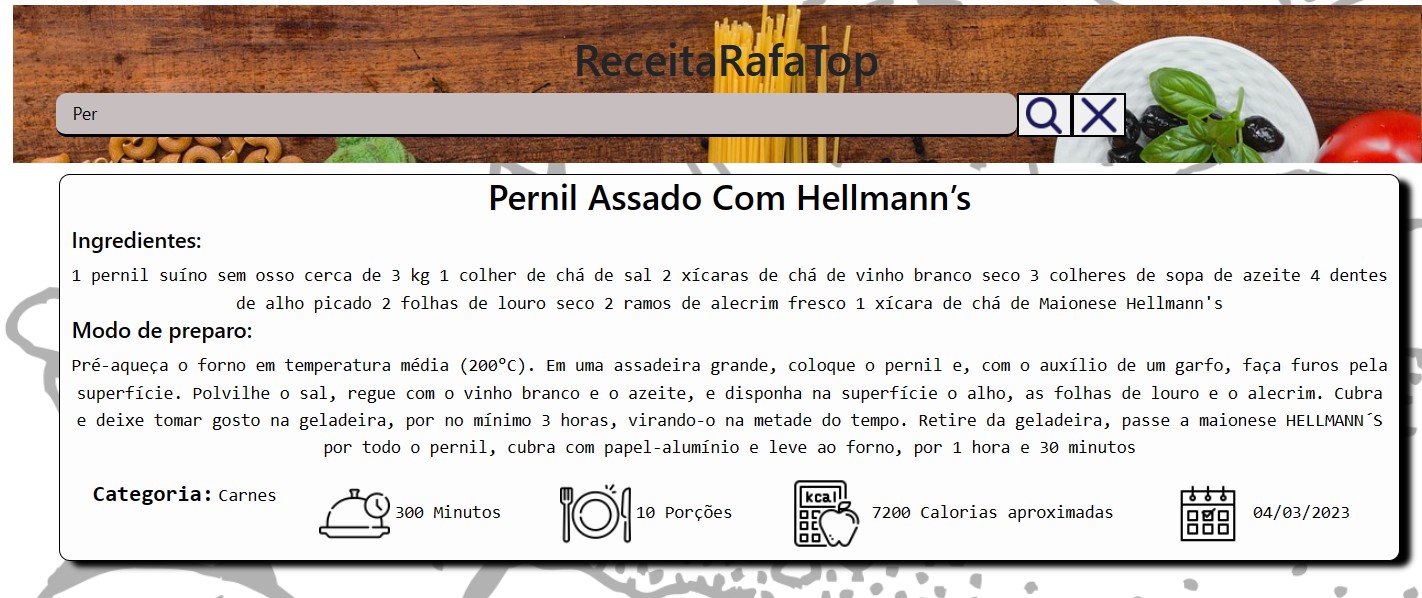 ReceitaRafaTop
Per
Pernil Assado Com Hellmann’s
Ingredientes:
1 pernil suíno sem osso cerca de 3 kg 1 colher de chá de sal 2 xícaras de chá de vinho branco seco 3 colheres de sopa de azeite 4 dentes
de alho picado 2 folhas de louro seco 2 ramos de alecrim fresco 1 xícara de chá de Maionese Hellmann's
Modo de preparo:
Pré-aqueça o forno em temperatura média (200ºC). Em uma assadeira grande, coloque o pernil e, com o auxílio de um garfo, faça furos pela
superfície. Polvilhe o sal, regue com o vinho branco e o azeite, e disponha na superfície o alho, as folhas de louro e o alecrim. Cubra
e deixe tomar gosto na geladeira, por no mínimo 3 horas, virando-o na metade do tempo. Retire da geladeira, passe a maionese HELLMANN´S
por todo o pernil, cubra com papel-alumínio e leve ao forno, por 1 hora e 30 minutos
Categoria: Carnes
300 Minutos
10 Porções
kcal
7200 Calorias aproximadas
04/03/2023